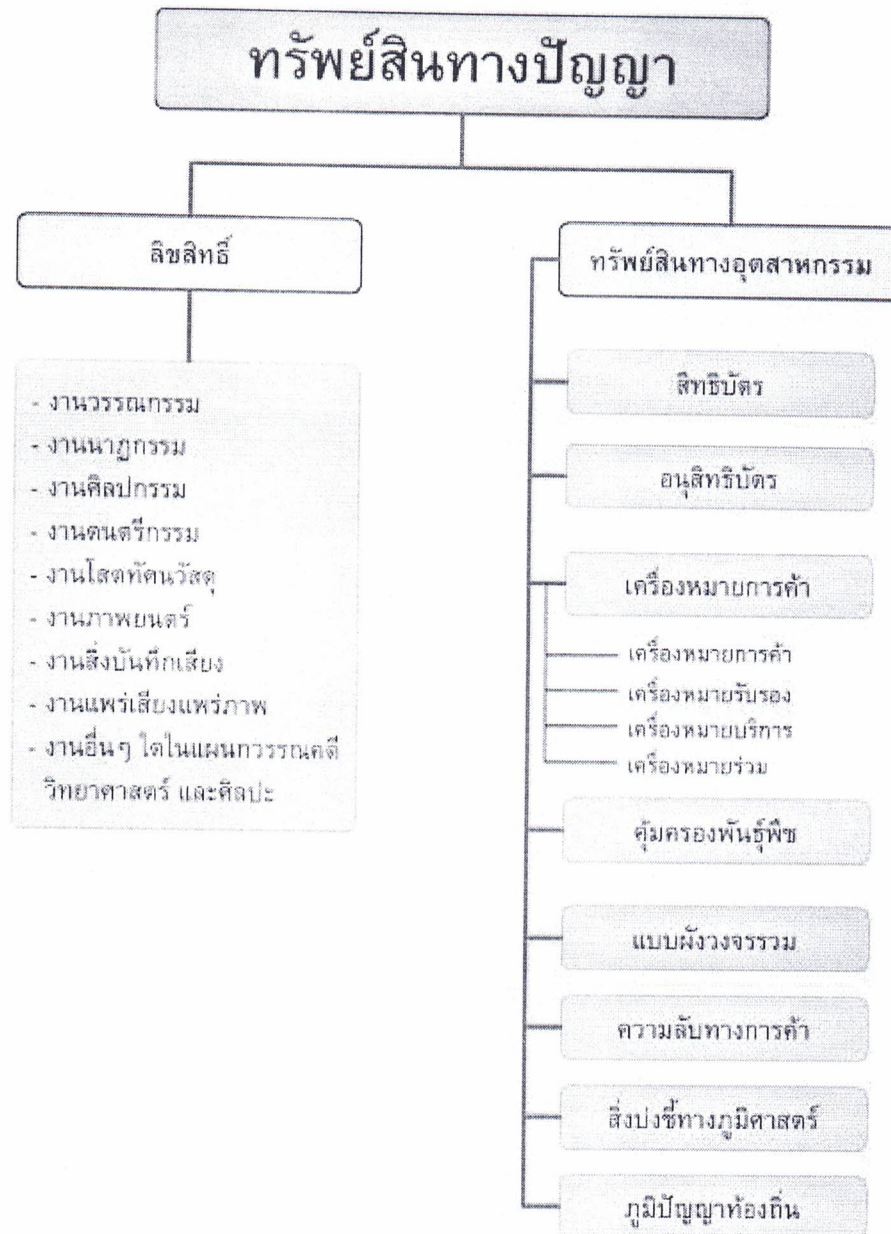 ทรัพย์สินทางปัญญา
ลิขสิทธิ์
- งานวรรณกรรม
- งานนาฏกรรม
- งานศิลปกรรม
- งานดนตรีกรรม
- งานโสตทัศนวัสดุ
- งานภาพยนตร์
- งานสิ่งบันทึกเสียง
- งานแพร่เสียงแพร่ภาพ
- งานอื่นๆ ใดในแผนกวรรณคดี
วิทยาศาสตร์ และศิลปะ
ทรัพย์สินทางอุตสาหกรรม
สิทธิบัตร
อนุสิทธิบัตร
เครื่องหมายการค้า
เครื่องหมายการค้า
เครื่องหมายรับรอง
เครื่องหมายบริการ
เครื่องหมายร่วม
คุ้มครองพันธุ์พืช
แบบผังวงจรรวม
ความลับทางการค้า
สิ่งบ่งชี้ทางภูมิศาสตร์
ภูมิปัญญาท้องถิ่น